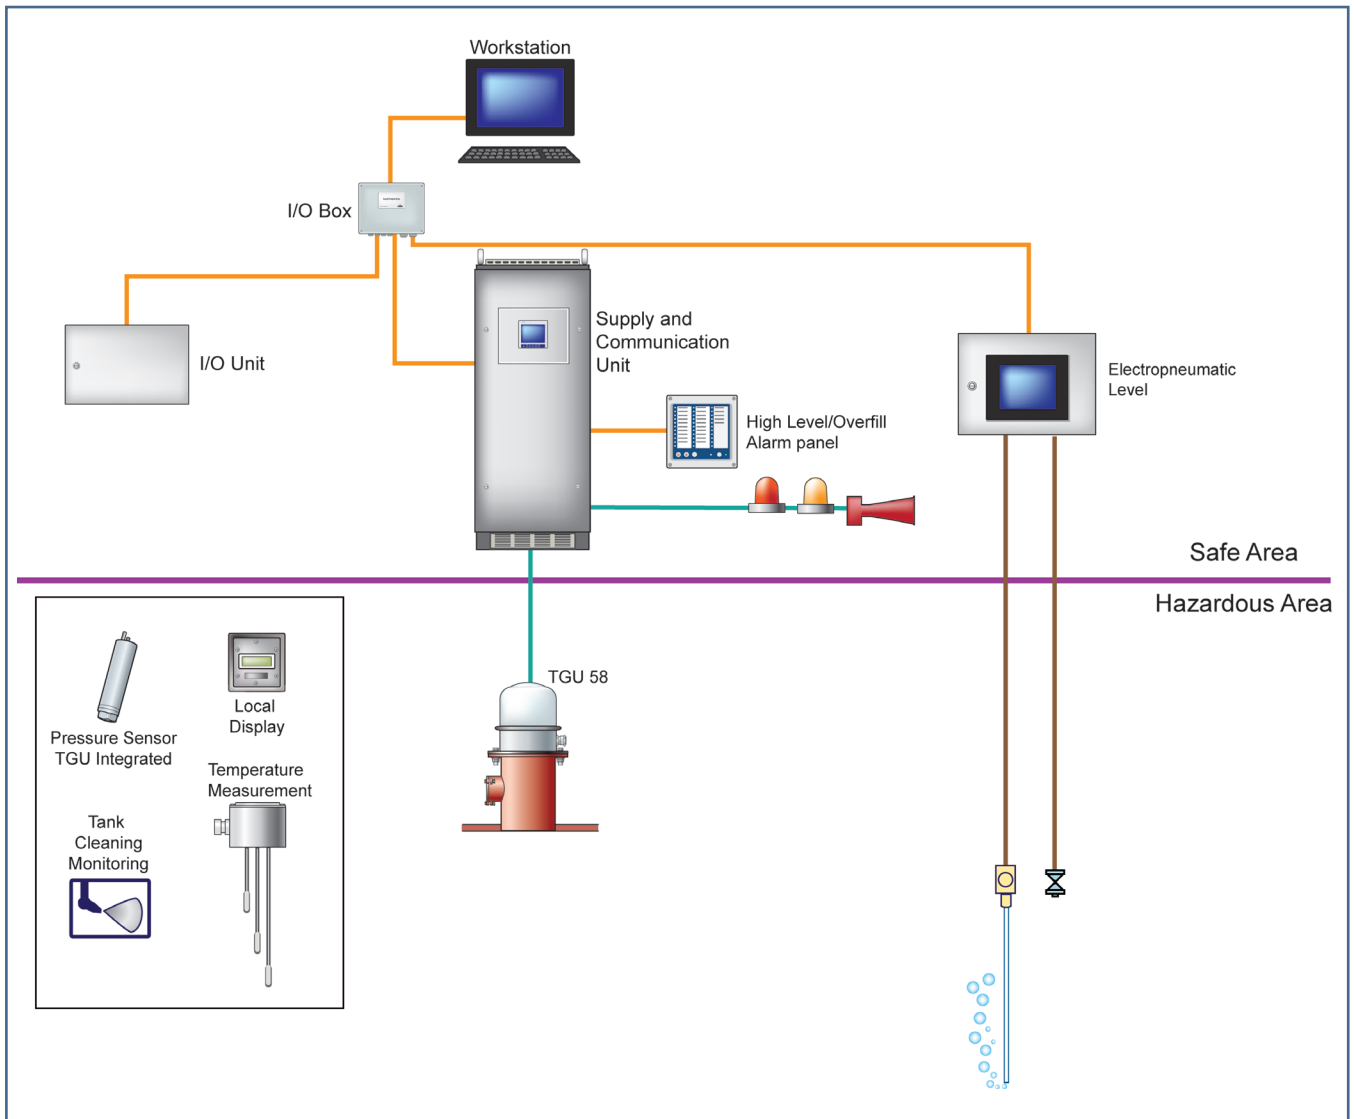 Workstation
I/O Box
I/O Unit
Supply and
Communication
Unit
Electropneumatic
Level
High Level/Overfill
Alarm panel
Safe Area
Hazardous Area
Pressure Sensor
TGU Integrated
Local
Display
TGU 58
Temperature
Measurement
Tank
Cleaning
Monitoring